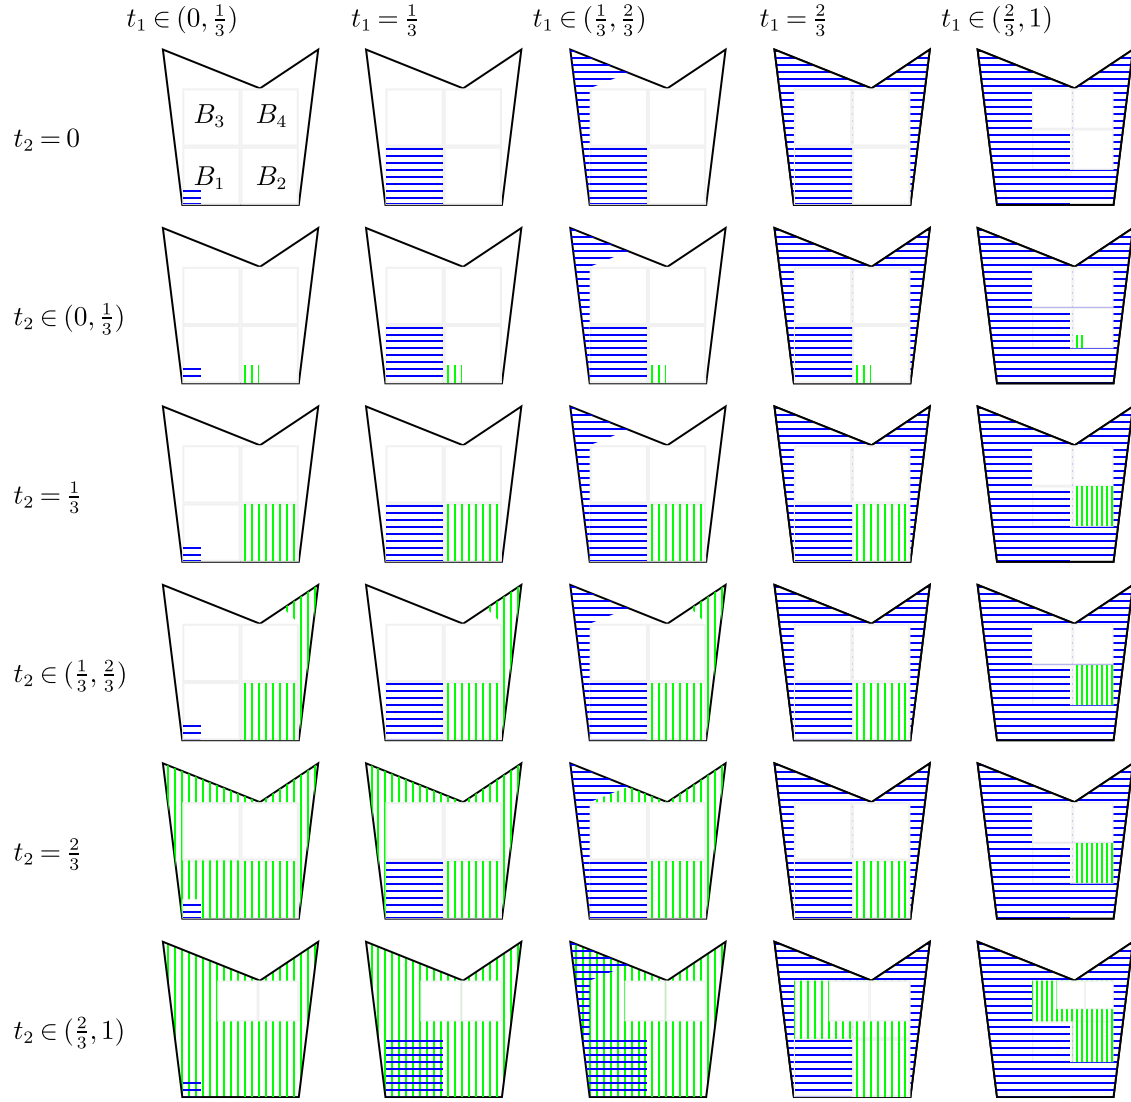 t₁ ∈ (0, 1/3) t₁ = 1/3 t₁ ∈ (1/3, 2/3) t₁ = 2/3 t₁ ∈ (2/3, 1)
B₃ B₄
t₂ = 0
B₁ B₂
t₂ ∈ (0, 1/3)
t₂ = 1/3
t₂ ∈ (1/3, 2/3)
t₂ = 2/3
t₂ ∈ (2/3, 1)